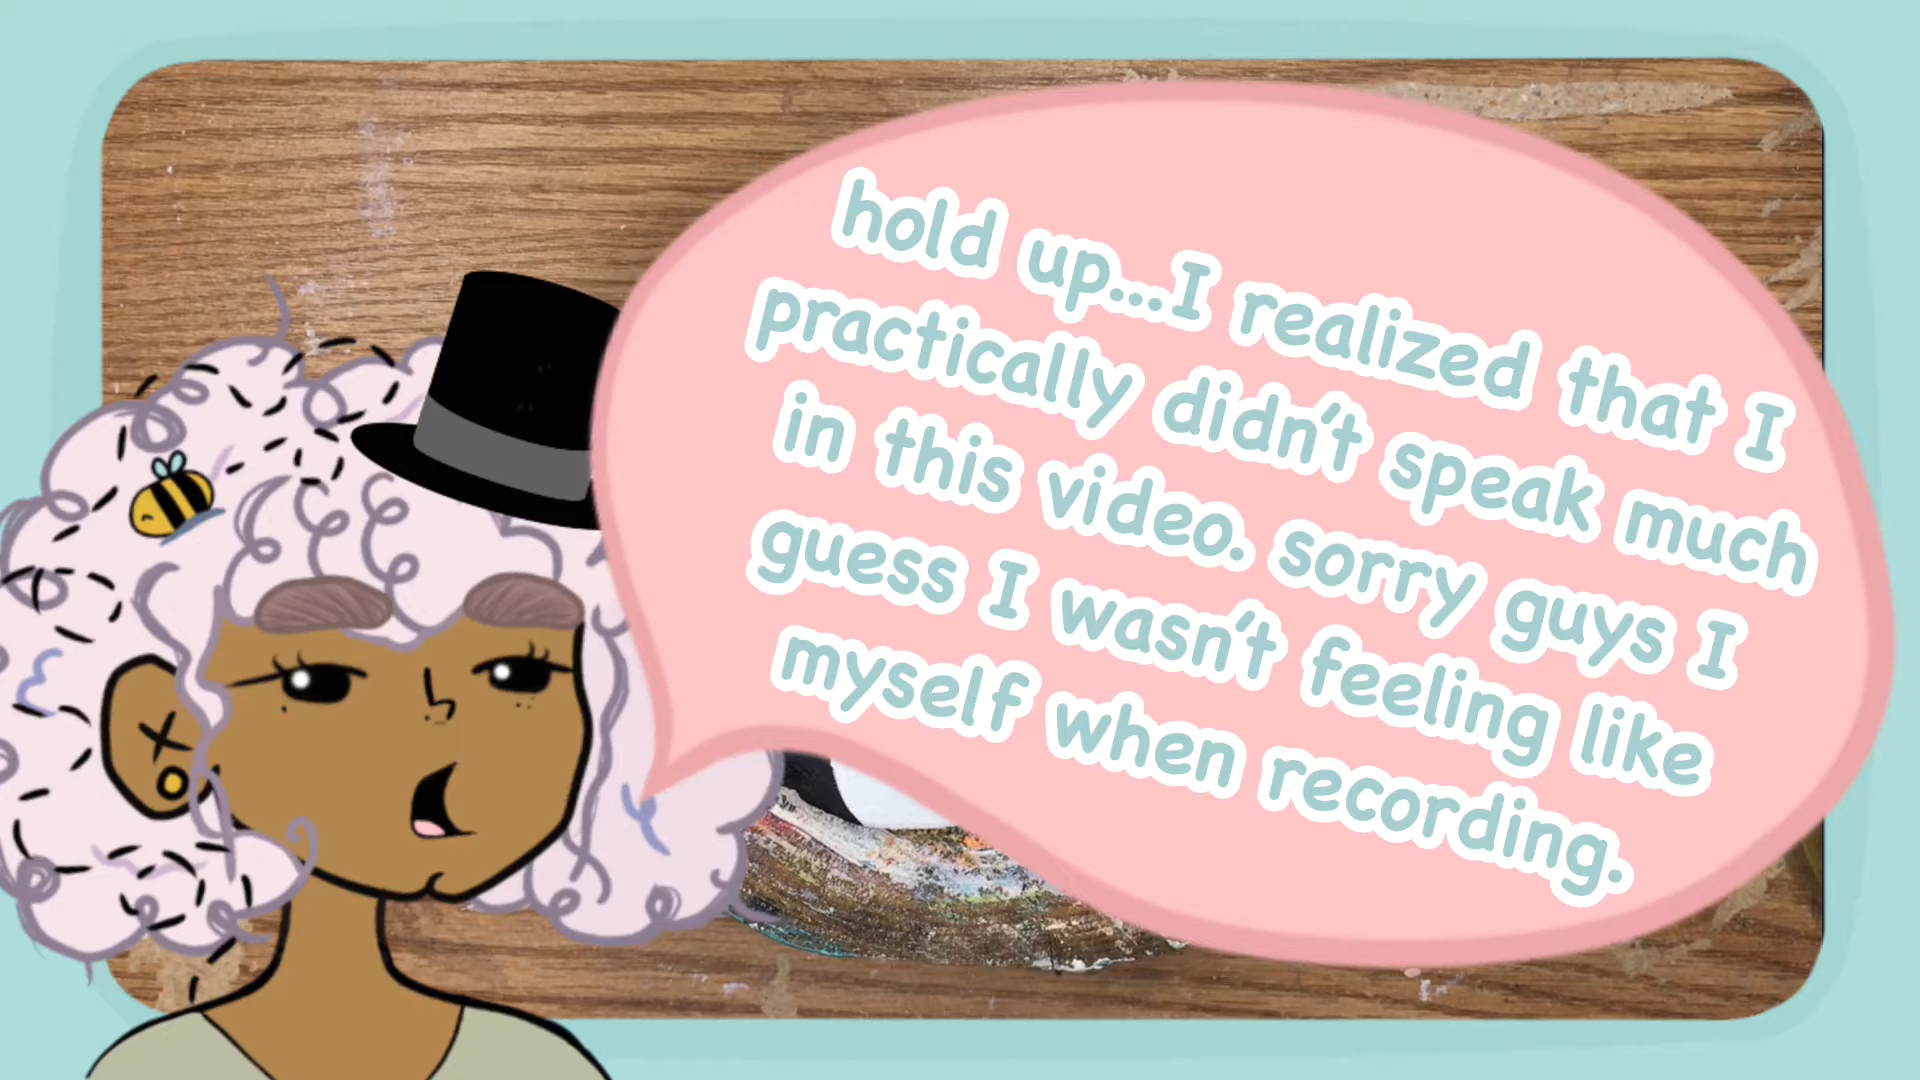 hold up...I realized that I
practically didn't speak much
in this video. sorry guys I
guess I wasn't feeling like
myself when recording.